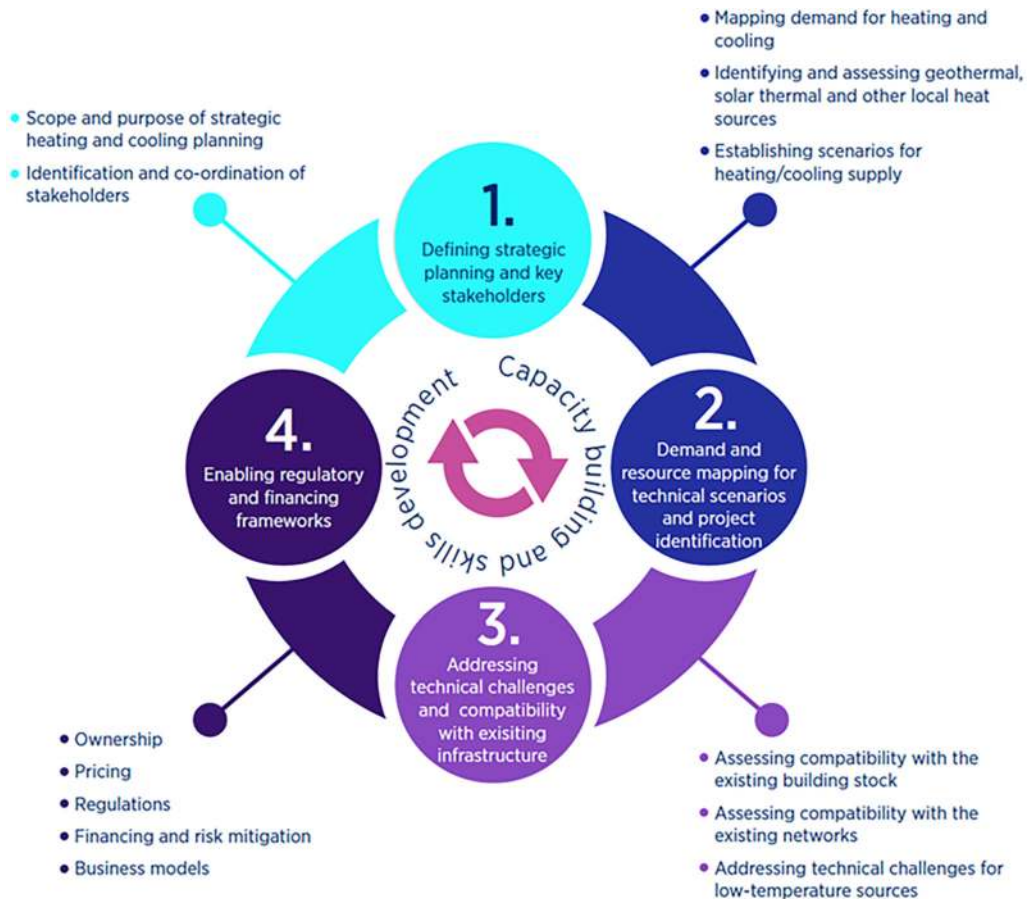 • Mapping demand for heating and
cooling
• Identifying and assessing geothermal,
solar thermal and other local heat
sources
• Establishing scenarios for
heating/cooling supply
• Scope and purpose of strategic
heating and cooling planning
• Identification and co-ordination of
stakeholders
1.
Defining strategic
planning and key
stakeholders
2.
Demand and
resource mapping for
technical scenarios
and project
identification
3.
Addressing
technical challenges
and compatibility
with exisiting
infrastructure
4.
Enabling regulatory
and financing
frameworks
Capacity building and skills development
• Ownership
• Pricing
• Regulations
• Financing and risk mitigation
• Business models
• Assessing compatibility with the
existing building stock
• Assessing compatibility with the
existing networks
• Addressing technical challenges for
low-temperature sources